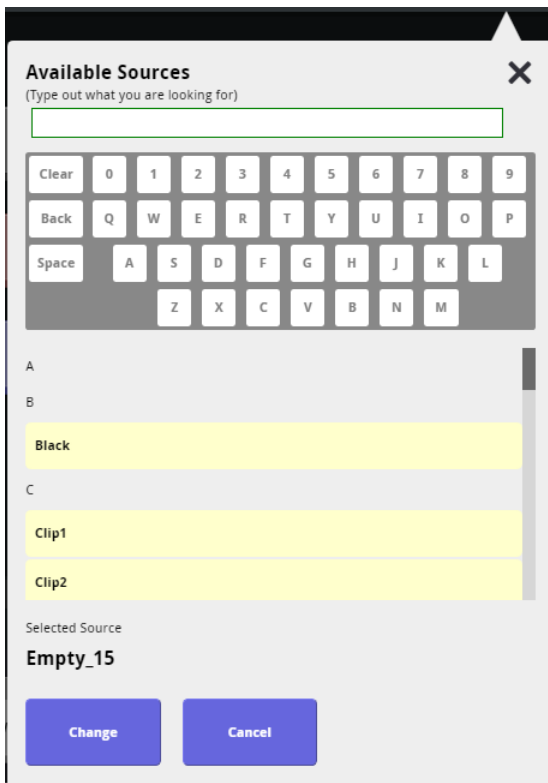 Available Sources
(Type out what you are looking for)
Clear 0 1 2 3 4 5 6 7 8 9
Back Q W E R T Y U I O P
Space A S D F G H J K L
Z X C V B N M
A
B
Black
C
Clip1
Clip2
Selected Source
Empty_15
Change Cancel